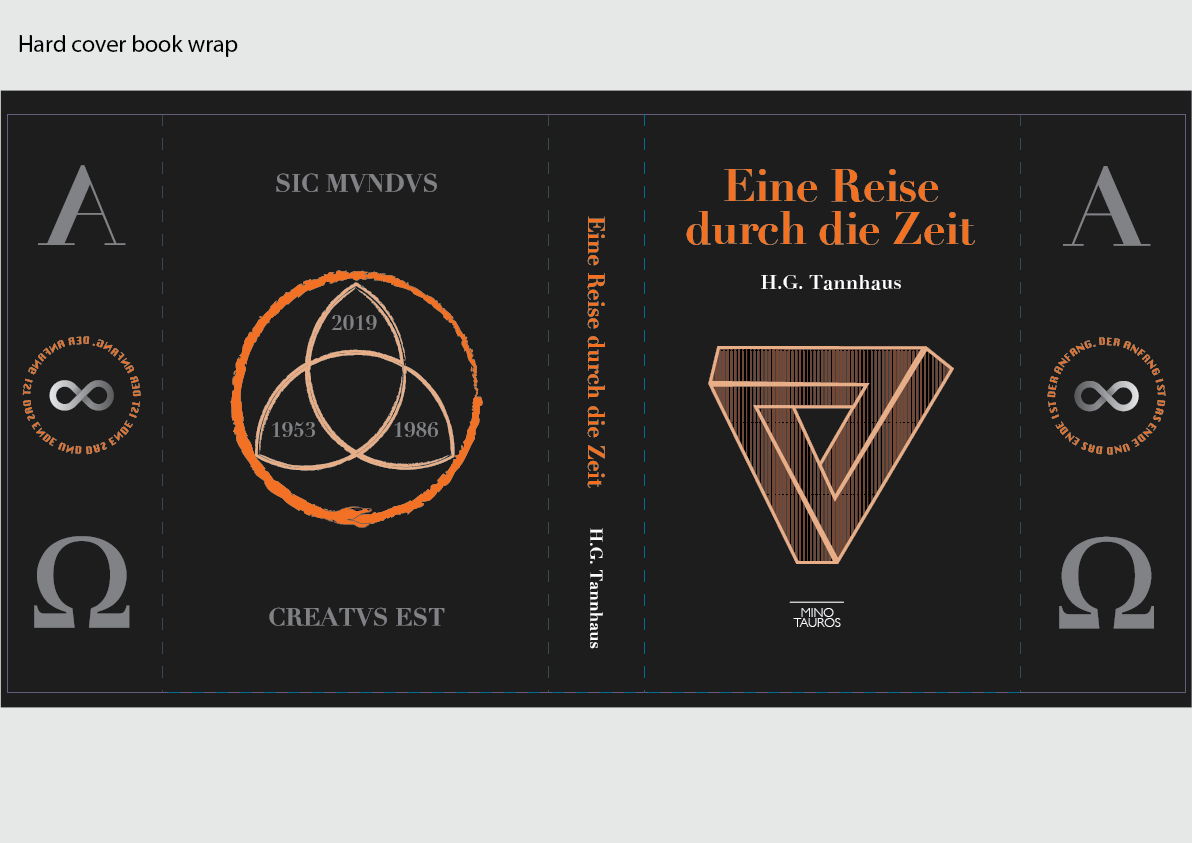 Hard cover book wrap
Α
DER ANFANG IST DAS ENDE UND DAS ENDE IST DER ANFANG.
Ω
SIC MVNDVS
2019
1953
1986
CREATVS EST
Eine Reise durch die Zeit
H.G. Tannhaus
Eine Reise
durch die Zeit
H.G. Tannhaus
MINO
TAUROS
Α
DER ANFANG IST DAS ENDE UND DAS ENDE IST DER ANFANG.
Ω